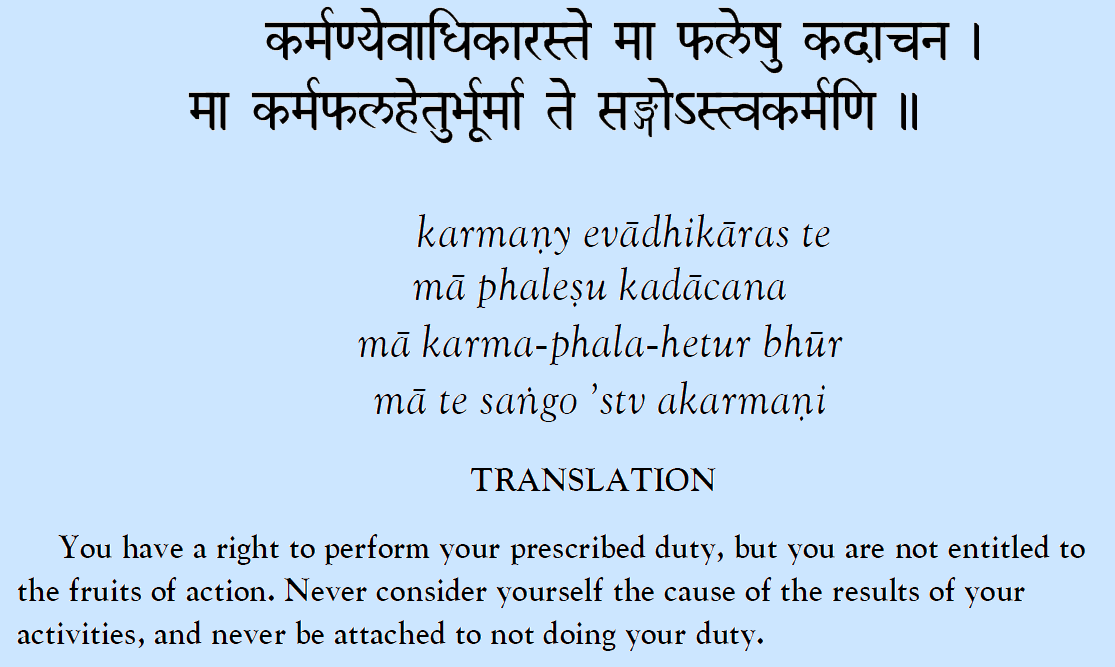 कर्मण्येवाधिकारस्ते मा फलेषु कदाचन ।
मा कर्मफलहेतुर्भूर्मा ते सङ्गोऽस्त्वकर्मणि ॥
karmaṇy evādhikāras te
mā phaleṣu kadācana
mā karma-phala-hetur bhūr
mā te saṅgo ’stv akarmaṇi
TRANSLATION
You have a right to perform your prescribed duty, but you are not entitled to
the fruits of action. Never consider yourself the cause of the results of your
activities, and never be attached to not doing your duty.